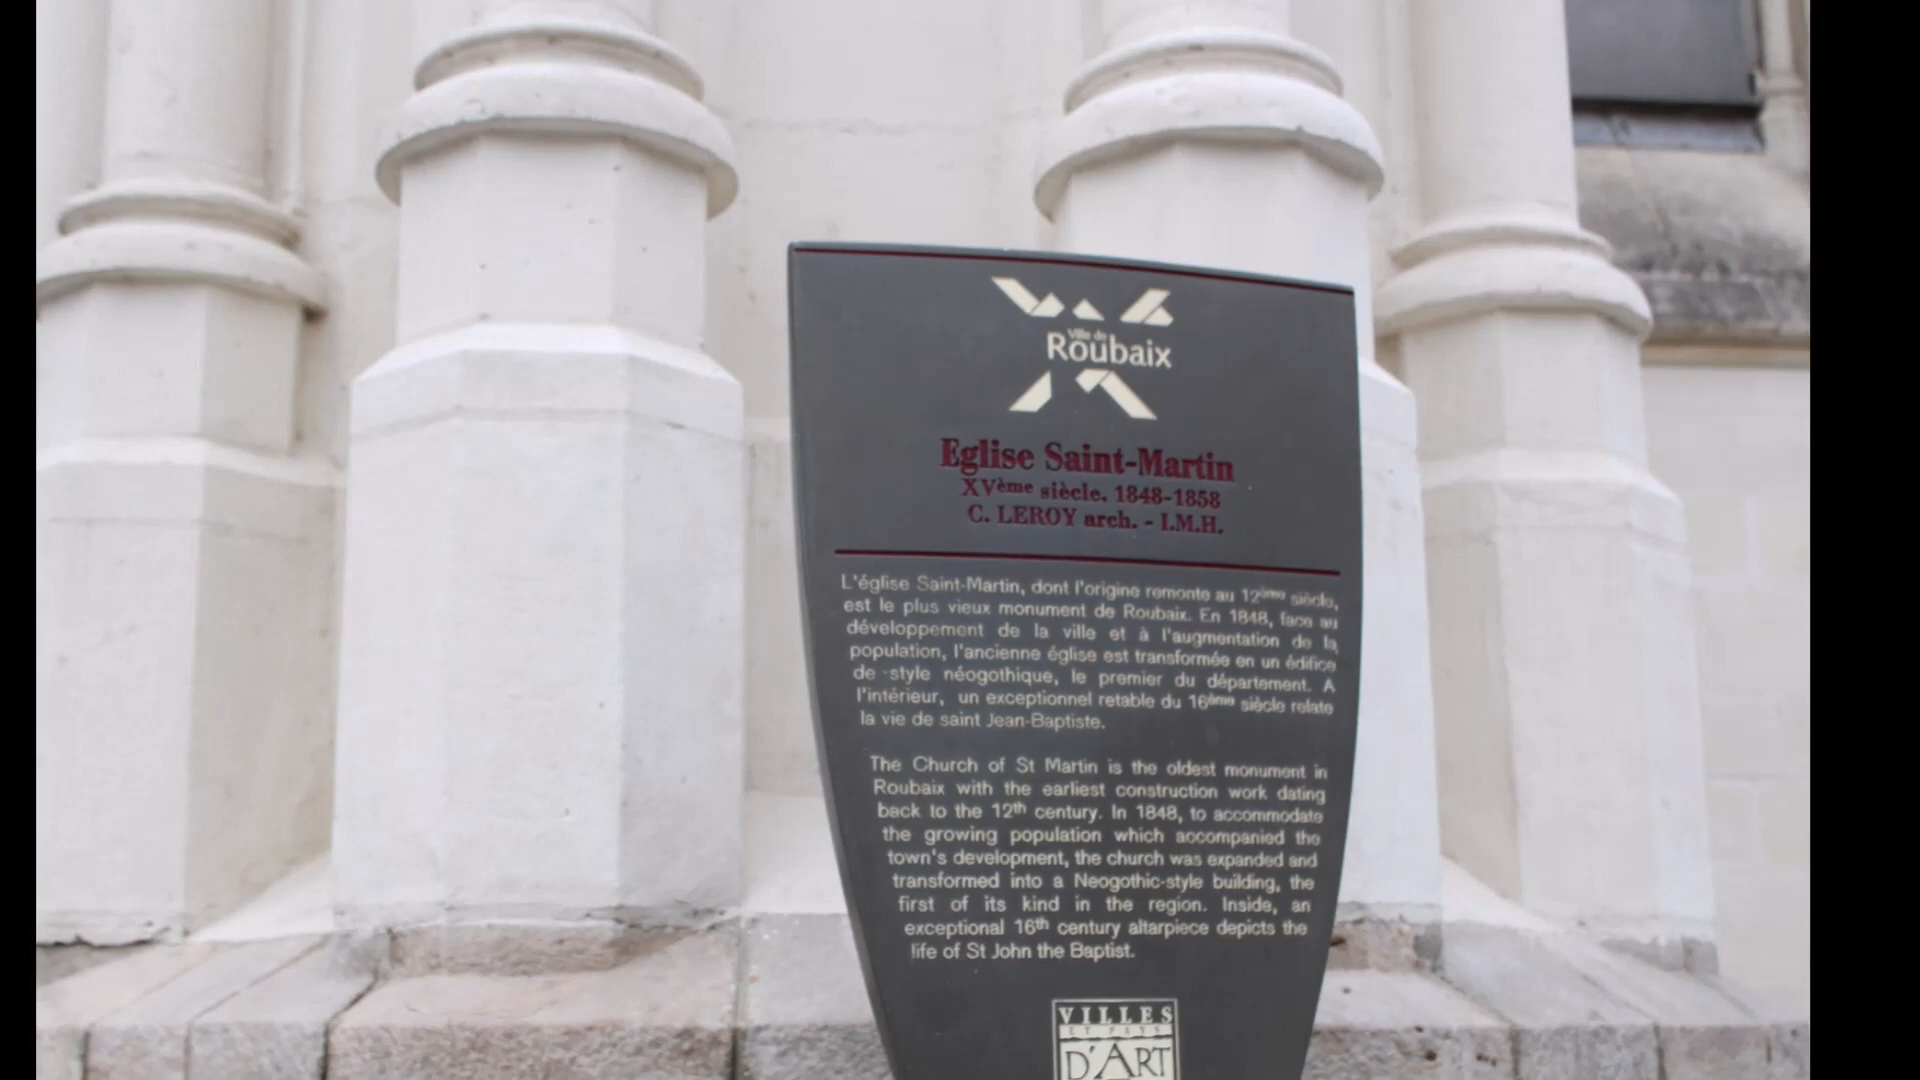 Ville de
Roubaix
Eglise Saint-Martin
XVème siècle. 1848-1858
C. LEROY arch. - I.M.H.
L'église Saint-Martin, dont l'origine remonte au 12ème siècle,
est le plus vieux monument de Roubaix. En 1848, face au
développement de la ville et à l'augmentation de la
population, l'ancienne église est transformée en un édifice
de -style néogothique, le premier du département. A
l'intérieur, un exceptionnel retable du 16ème siècle relate
la vie de saint Jean-Baptiste.
The Church of St Martin is the oldest monument in
Roubaix with the earliest construction work dating
back to the 12th century. In 1848, to accommodate
the growing population which accompanied the
town's development, the church was expanded and
transformed into a Neogothic-style building, the
first of its kind in the region. Inside, an
exceptional 16th century altarpiece depicts the
life of St John the Baptist.
VILLES
ET PAYS
D'ART